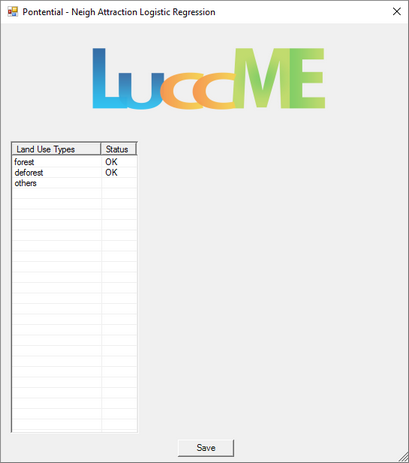 Pontential - Neigh Attraction Logistic Regression
LuccME
Land Use Types Status
forest OK
deforest OK
others
Save